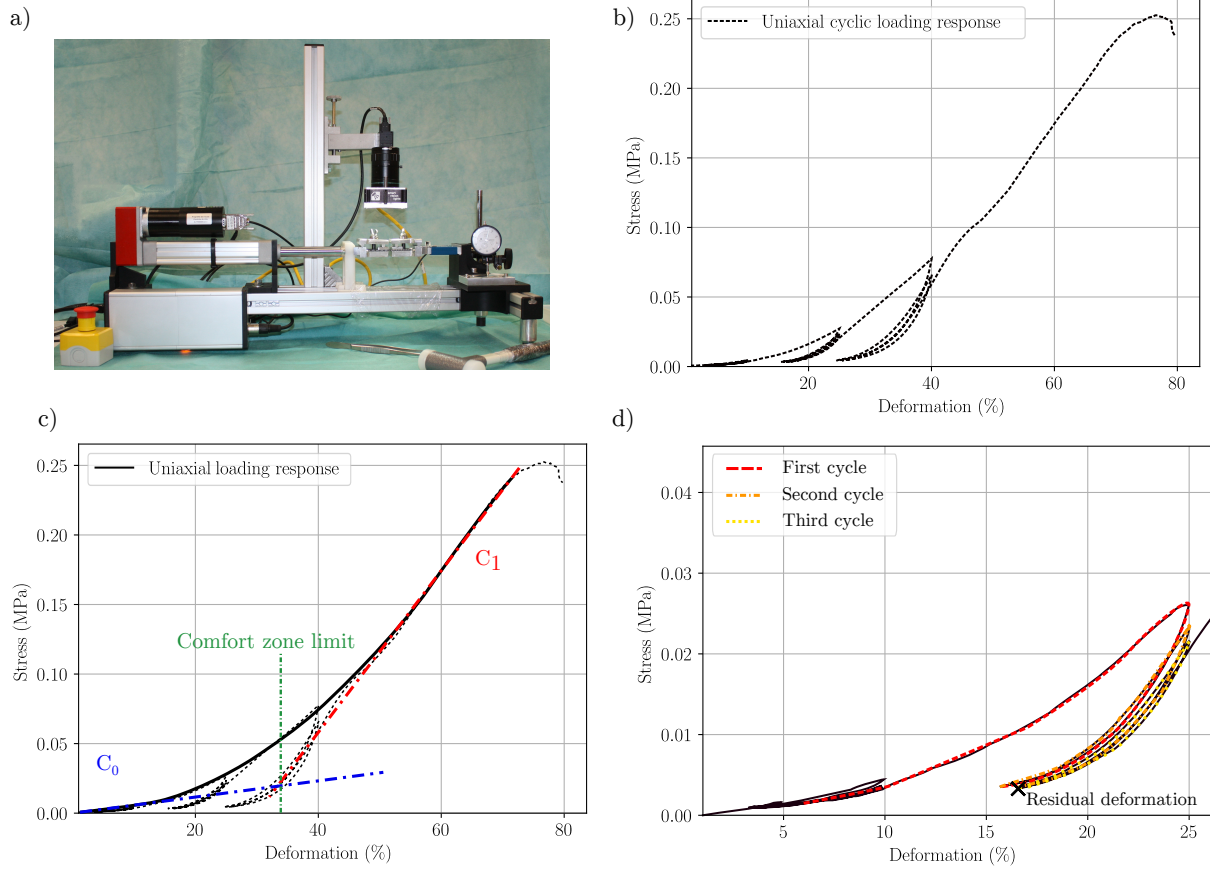 a)
b)
Uniaxial cyclic loading response
0.25
0.20
0.15
0.10
0.05
0.00
Stress (MPa)
20
40
60
80
Deformation (%)
c)
Uniaxial loading response
0.25
0.20
0.15
0.10
0.05
0.00
Stress (MPa)
C1
Comfort zone limit
C0
20
40
60
80
Deformation (%)
d)
First cycle
Second cycle
Third cycle
0.04
0.03
0.02
0.01
0.00
Stress (MPa)
Residual deformation
5
10
15
20
25
Deformation (%)